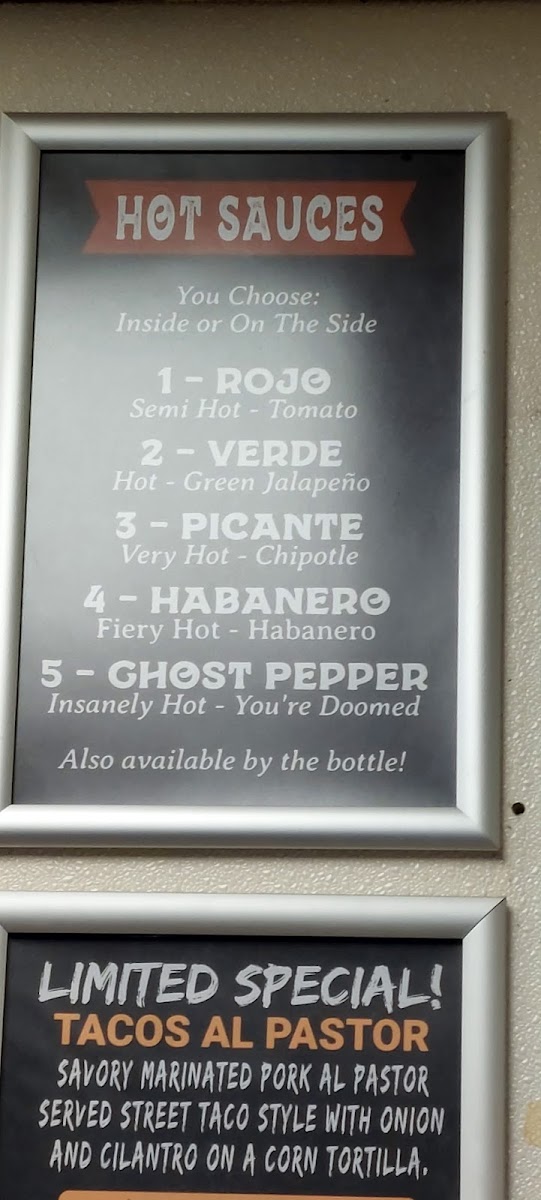 HOT SAUCES
You Choose:
Inside or On The Side
1 – ROJO
Semi Hot - Tomato
2 – VERDE
Hot - Green Jalapeño
3 – PICANTE
Very Hot - Chipotle
4 – HABANERO
Fiery Hot - Habanero
5 – GHOST PEPPER
Insanely Hot - You're Doomed
Also available by the bottle!
LIMITED SPECIAL!
TACOS AL PASTOR
SAVORY MARINATED PORK AL PASTOR
SERVED STREET TACO STYLE WITH ONION
AND CILANTRO ON A CORN TORTILLA.